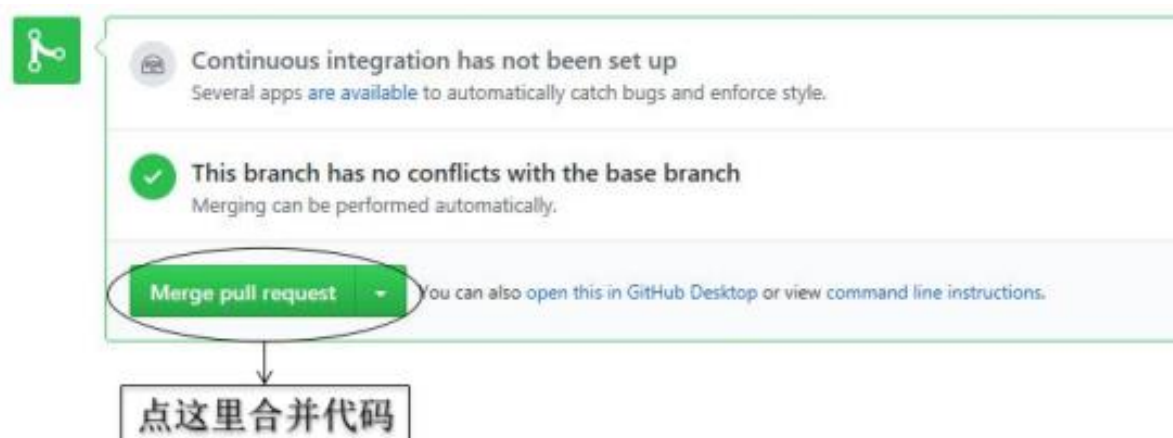 Continuous integration has not been set up
Several apps are available to automatically catch bugs and enforce style.
This branch has no conflicts with the base branch
Merging can be performed automatically.
Merge pull request You can also open this in GitHub Desktop or view command line instructions.
点这里合并代码